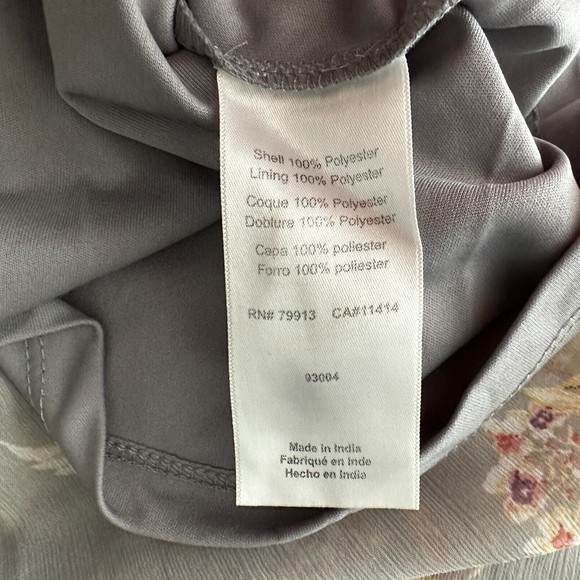 Shell 100% Polyester
Lining 100% Polyester
Coque 100% Polyester
Doblure 100% Polyester
Capa 100% poliester
Forro 100% poliester
RN# 79913 CA#11414
93004
Made in India
Fabriqué en Inde
Hecho en India